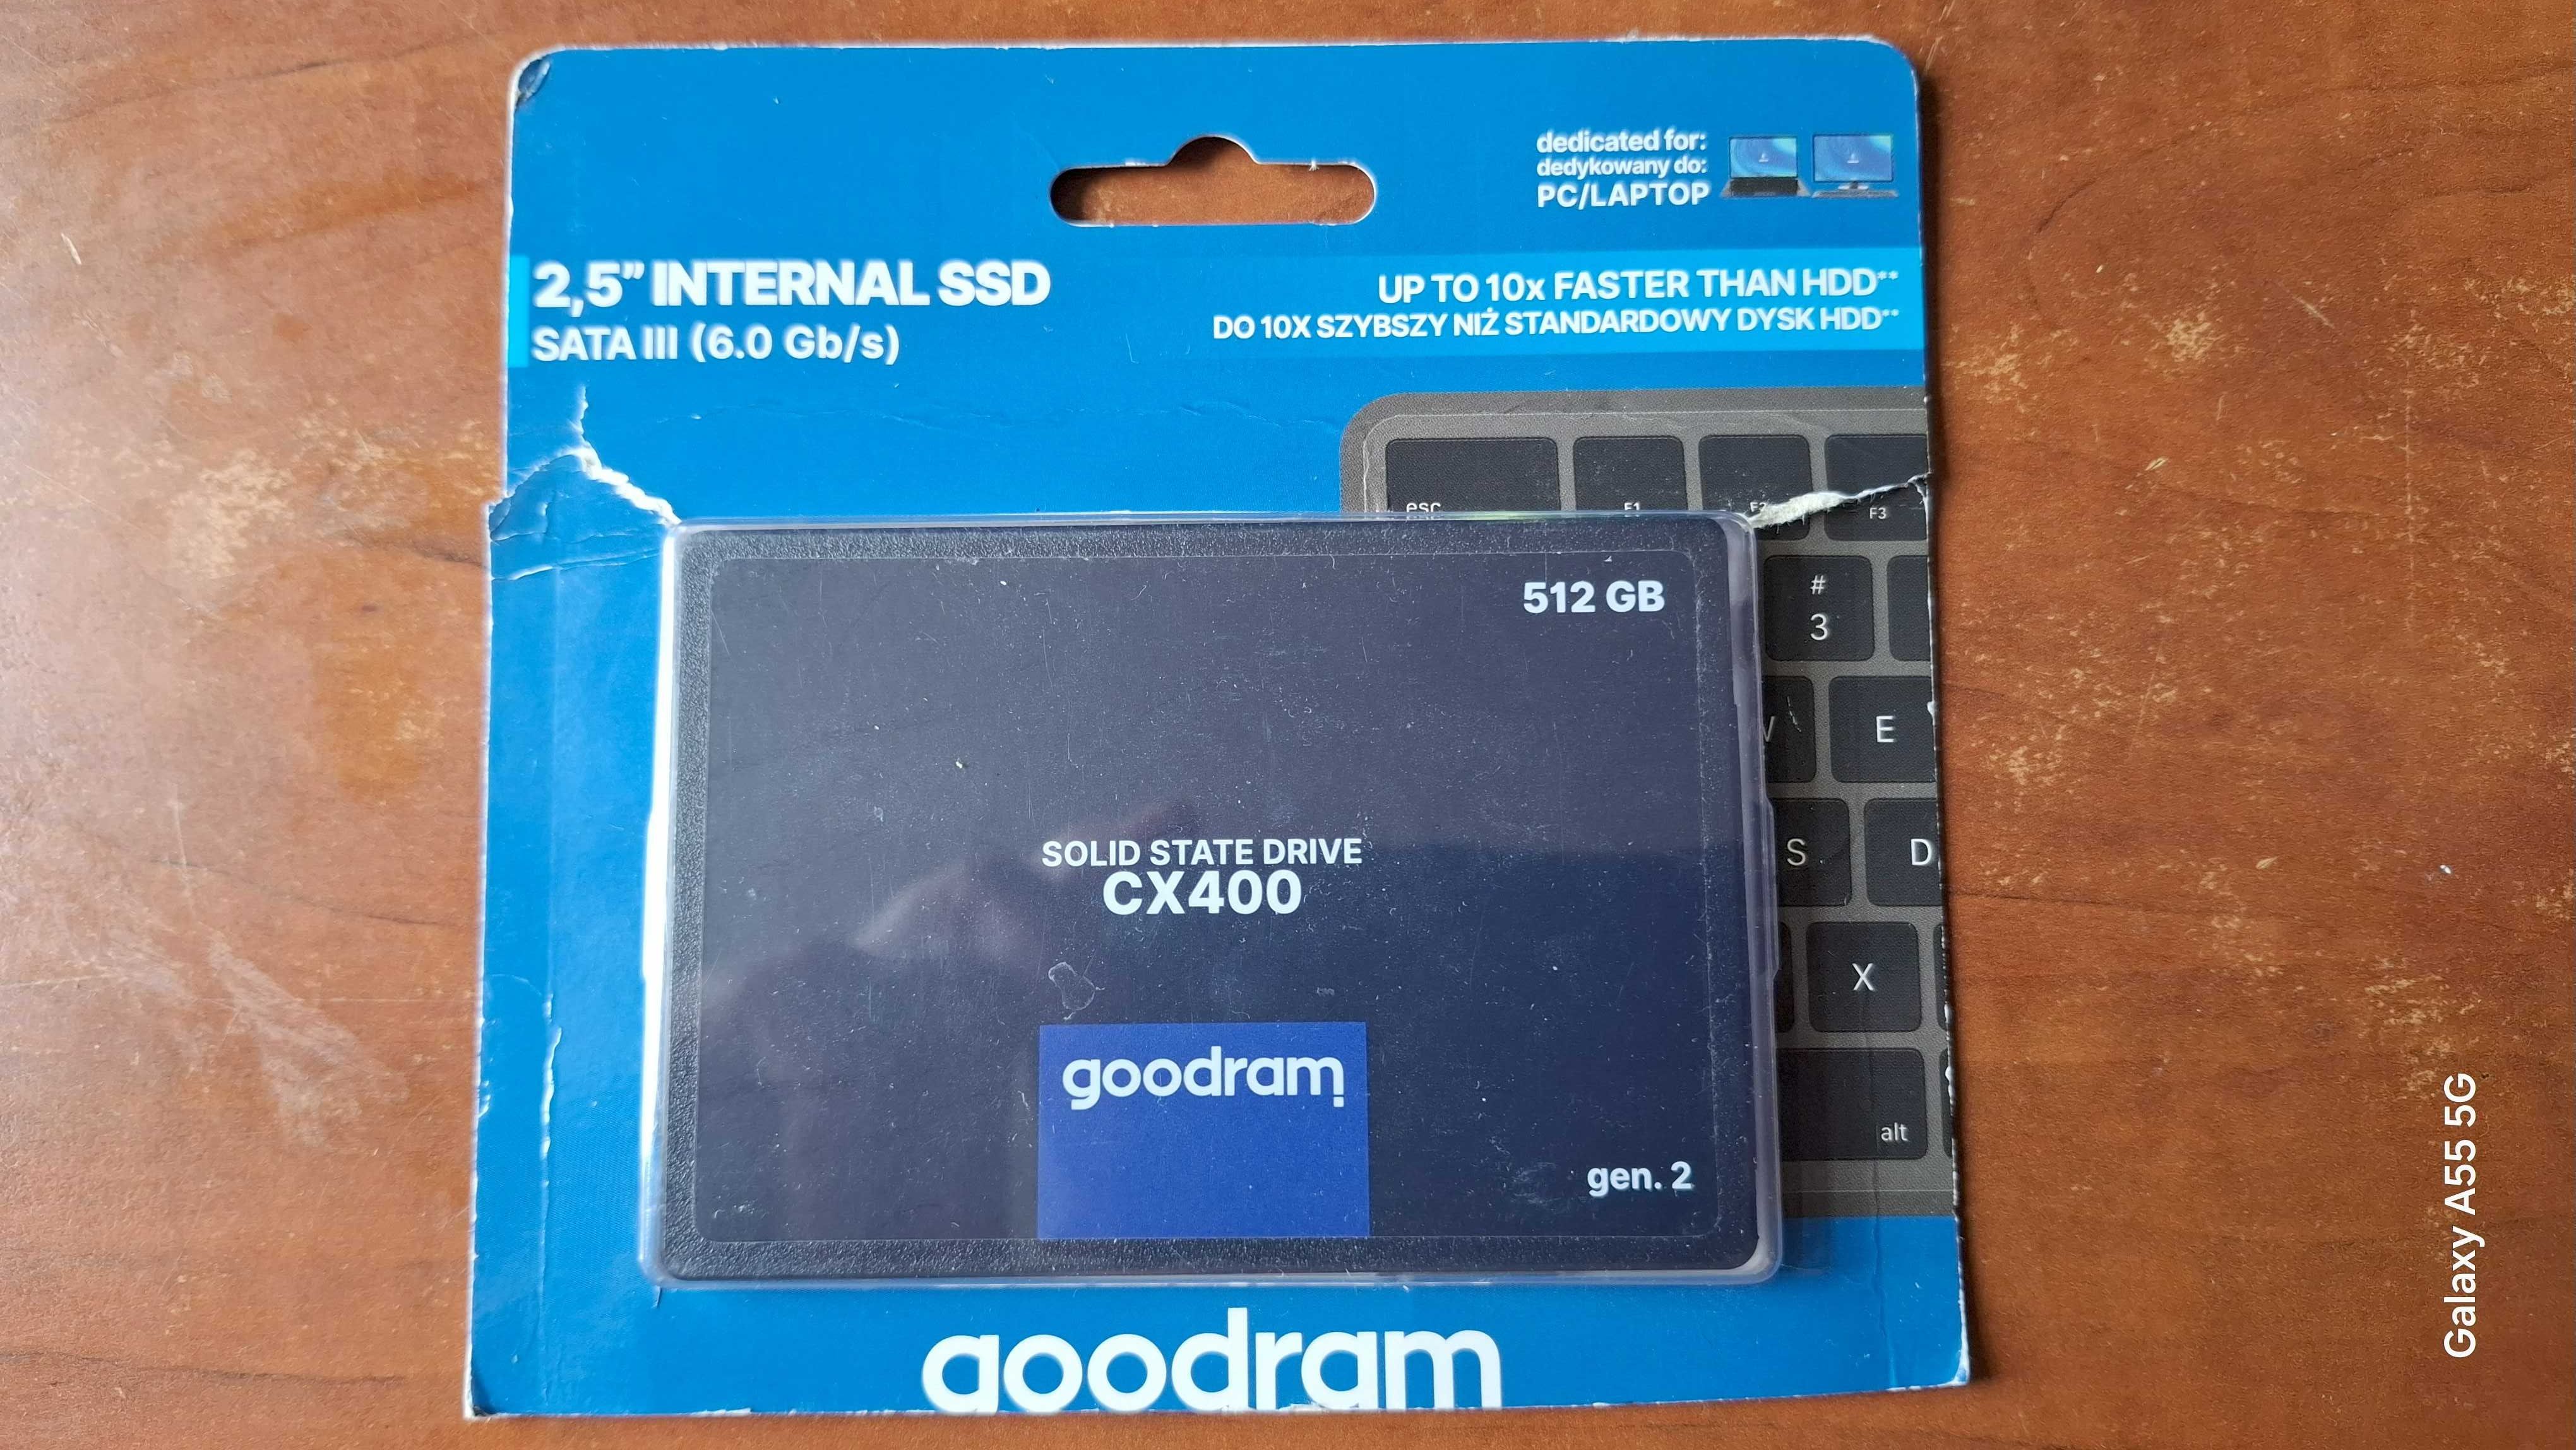 dedicated for:
dedykowany do:
PC/LAPTOP
2,5” INTERNAL SSD
SATA III (6.0 Gb/s)
UP TO 10x FASTER THAN HDD**
DO 10X SZYBSZY NIŻ STANDARDOWY DYSK HDD**
esc
F1
F2
F3
#
3
W
E
S
D
X
alt
512 GB
SOLID STATE DRIVE
CX400
goodram
gen. 2
goodram
Galaxy A55 5G